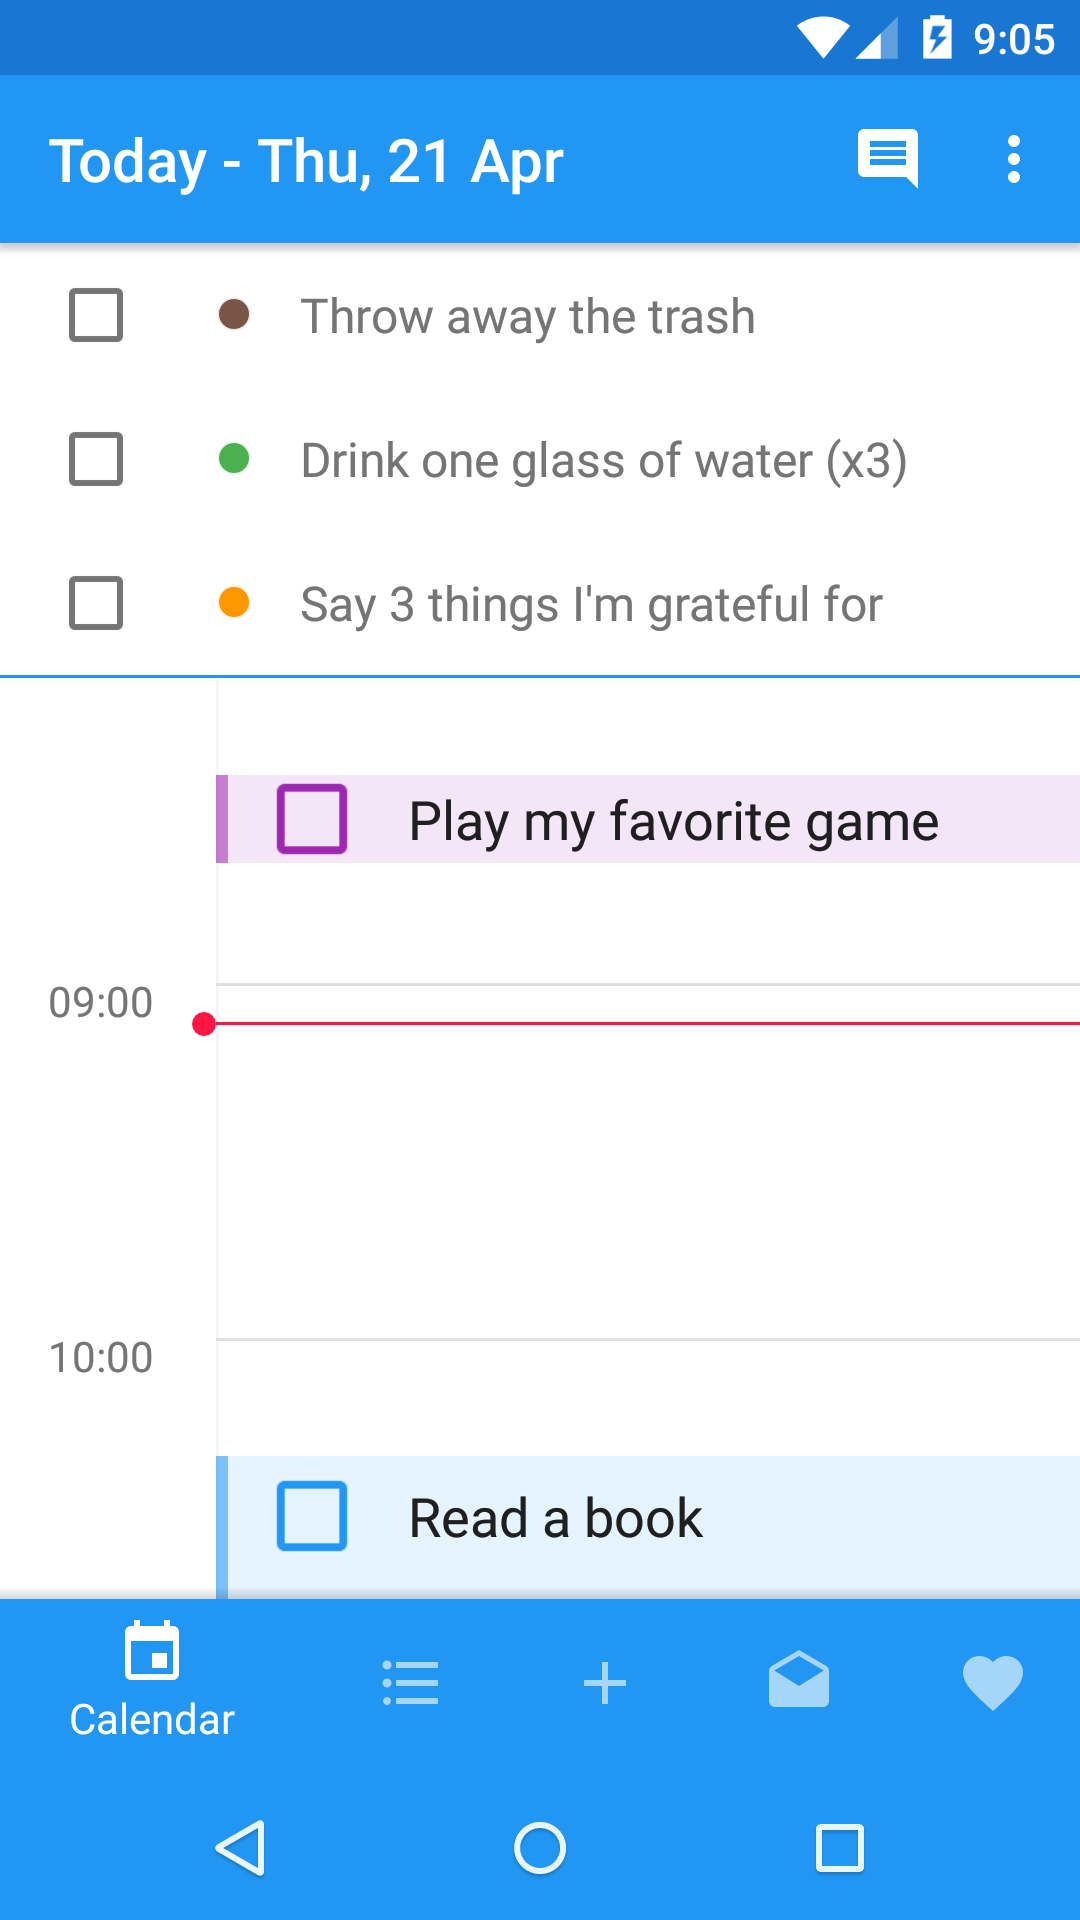 9:05
Today - Thu, 21 Apr
Throw away the trash
Drink one glass of water (x3)
Say 3 things I'm grateful for
Play my favorite game
09:00
10:00
Read a book
Calendar